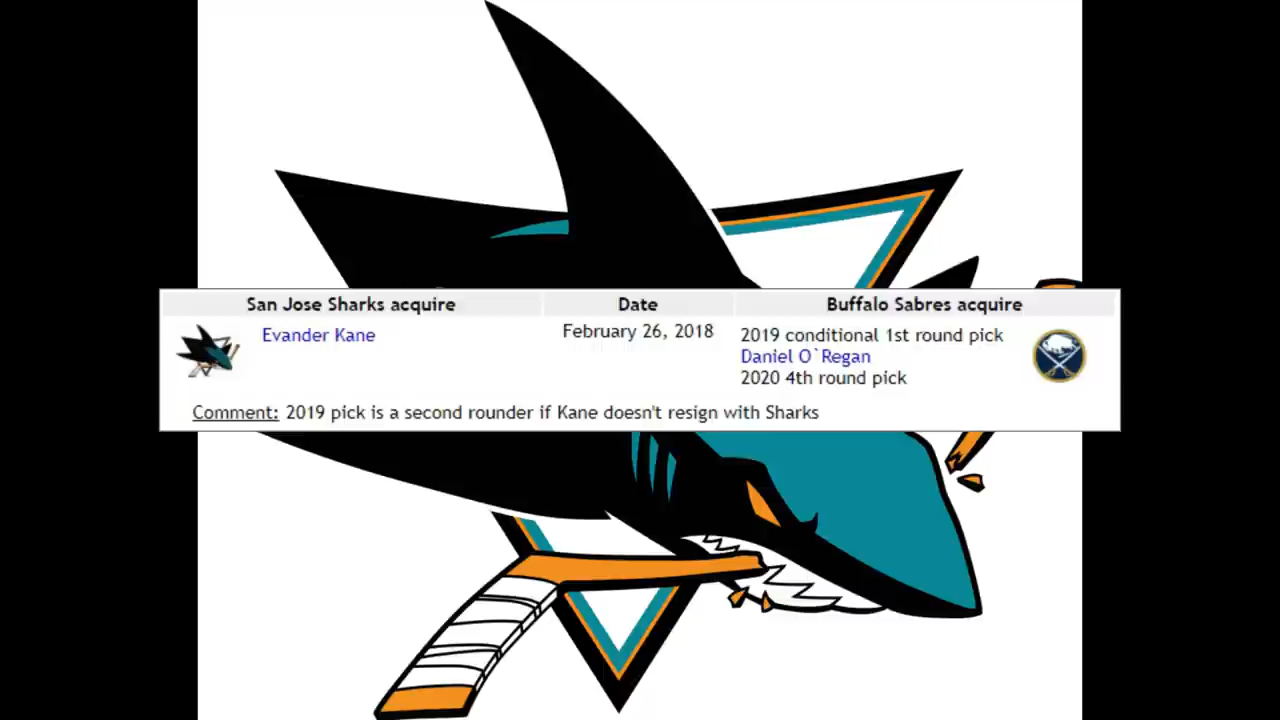 San Jose Sharks acquire Date Buffalo Sabres acquire
Evander Kane February 26, 2018 2019 conditional 1st round pick
Daniel O`Regan
2020 4th round pick
Comment: 2019 pick is a second rounder if Kane doesn't resign with Sharks